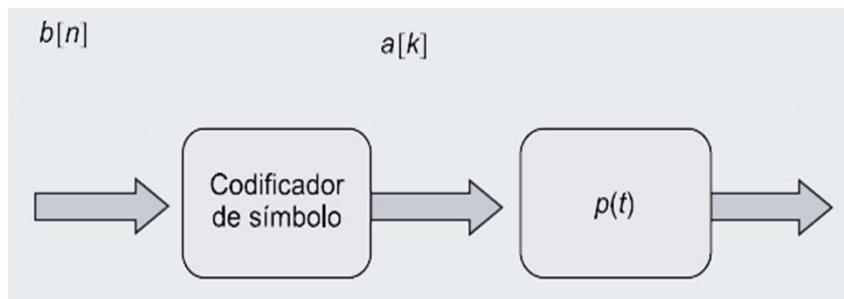 b[n]
a[k]
Codificador
de símbolo
p(t)